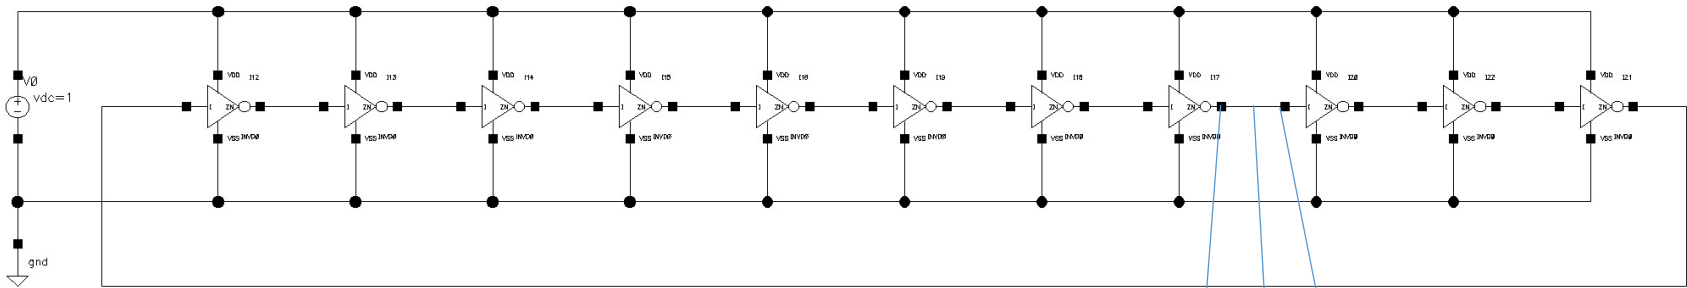 VDD I12 VDD I13 VDD I14 VDD I15 VDD I16 VDD I19 VDD I18 VDD I17 VDD I20 VDD I22 VDD I21
V0
vdc=1
I ZN I ZN I ZN I ZN I ZN I ZN I ZN I ZN I ZN I ZN I ZN
VSS INVD0 VSS INVD0 VSS INVD0 VSS INVD0 VSS INVD0 VSS INVD0 VSS INVD0 VSS INVD0 VSS INVD0 VSS INVD0 VSS INVD0
gnd